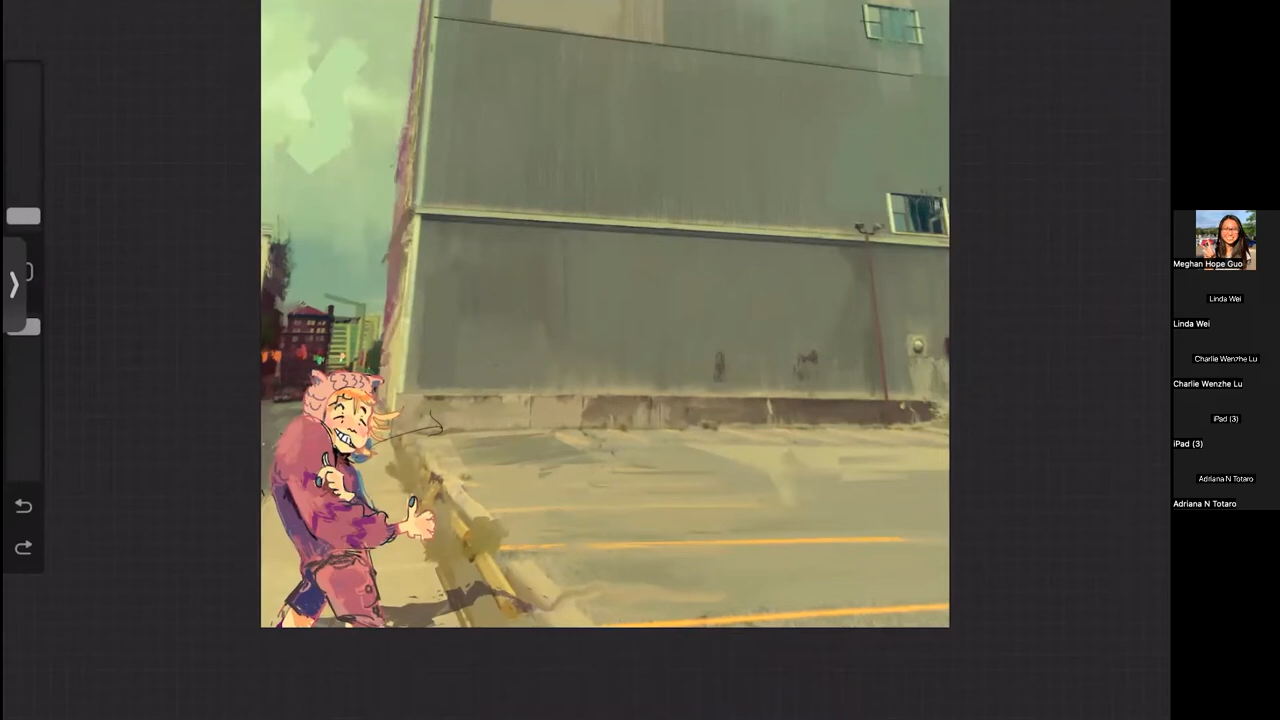 Meghan Hope Guo
Linda Wei
Linda Wei
Charlie Wenzhe Lu
Charlie Wenzhe Lu
iPad (3)
iPad (3)
Adriana N Totaro
Adriana N Totaro